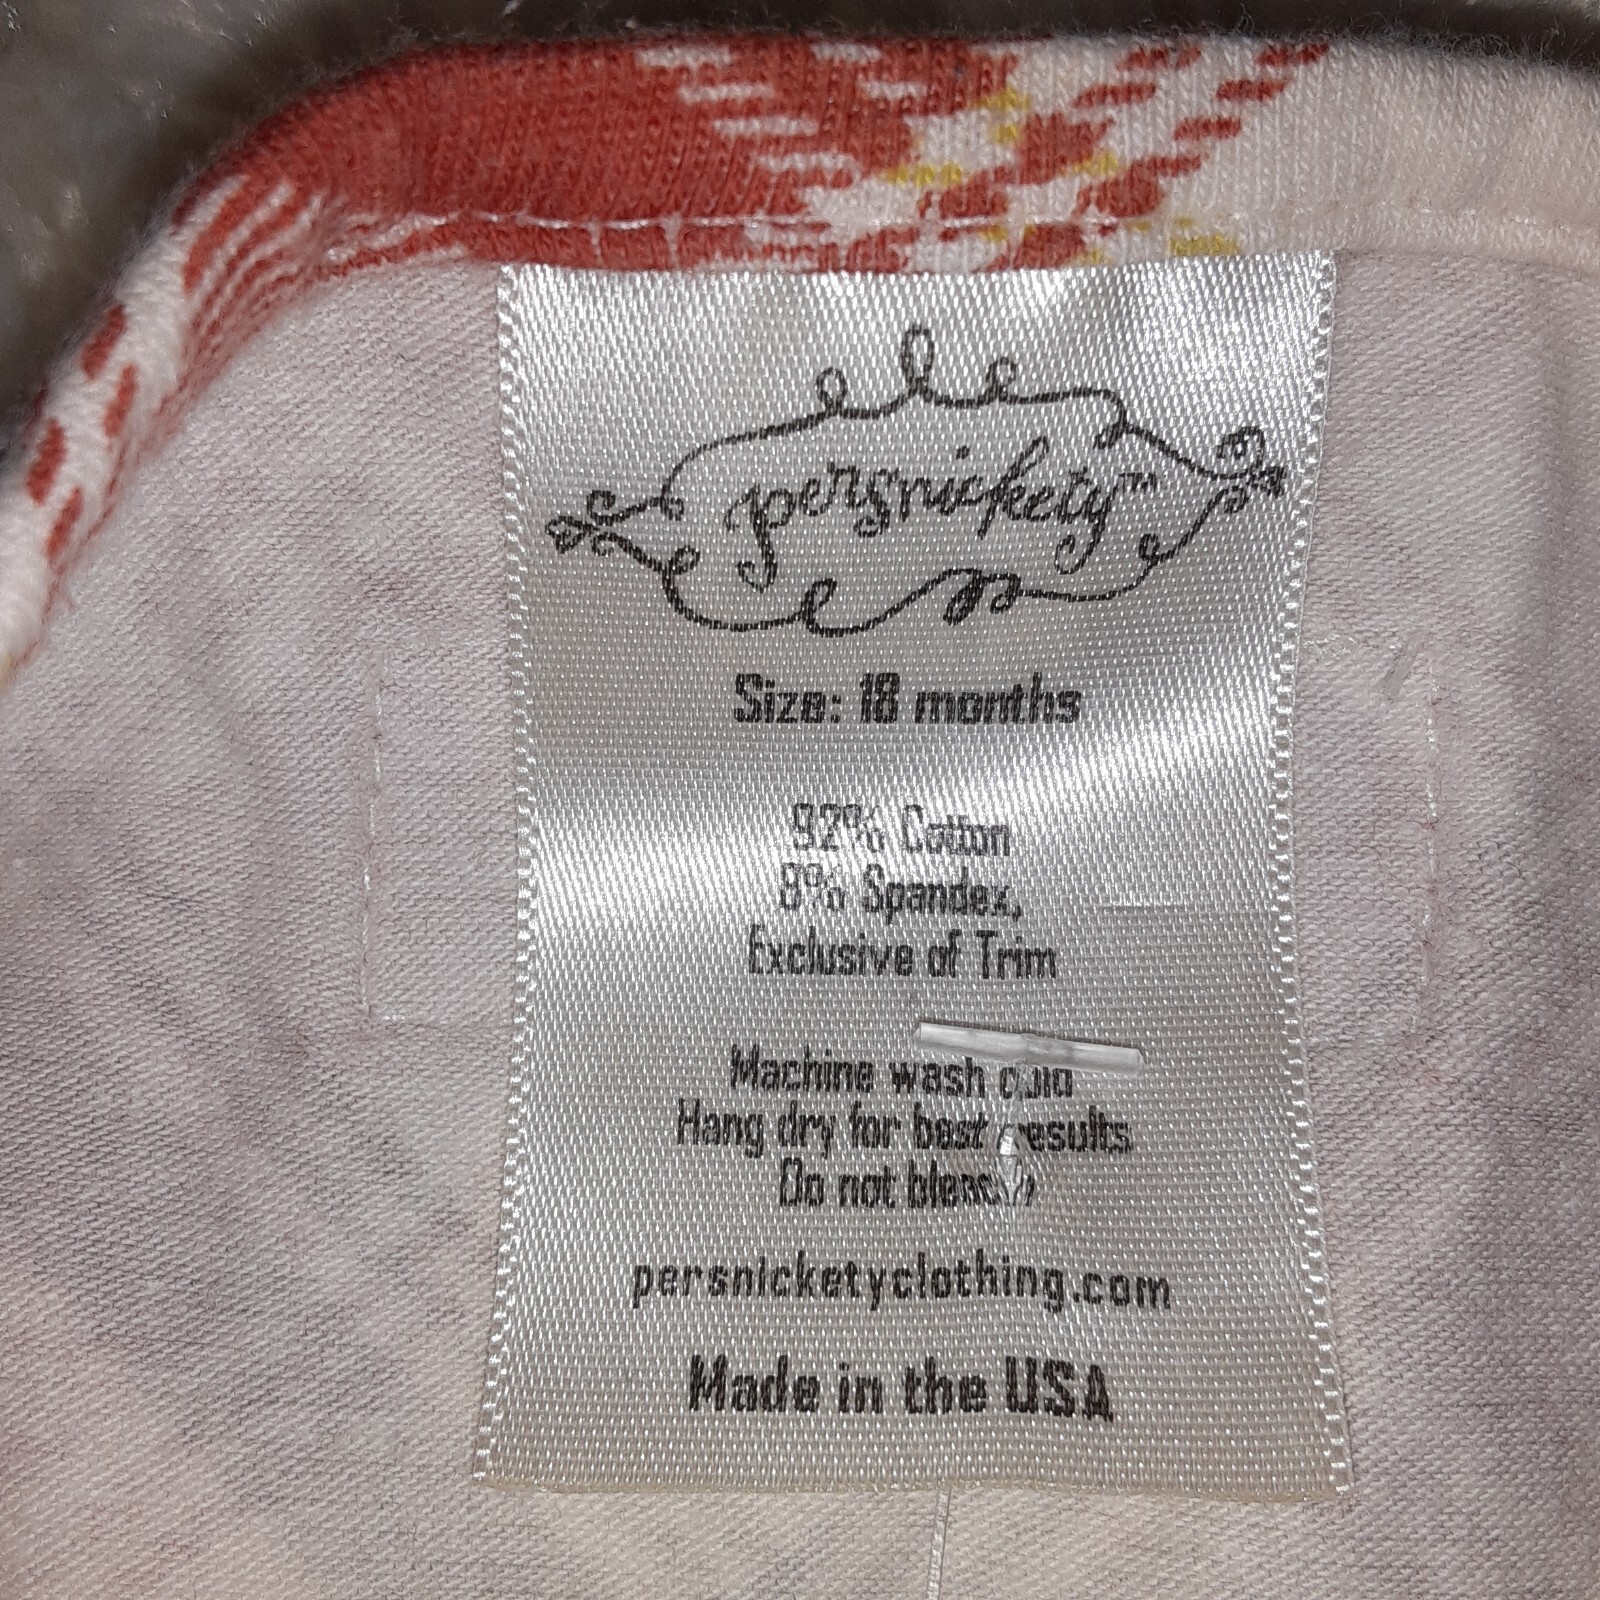 persnickety™
Size: 18 months
92% Cotton
8% Spandex,
Exclusive of Trim
Machine wash cold
Hang dry for best results
Do not bleach
persnicketyclothing.com
Made in the USA